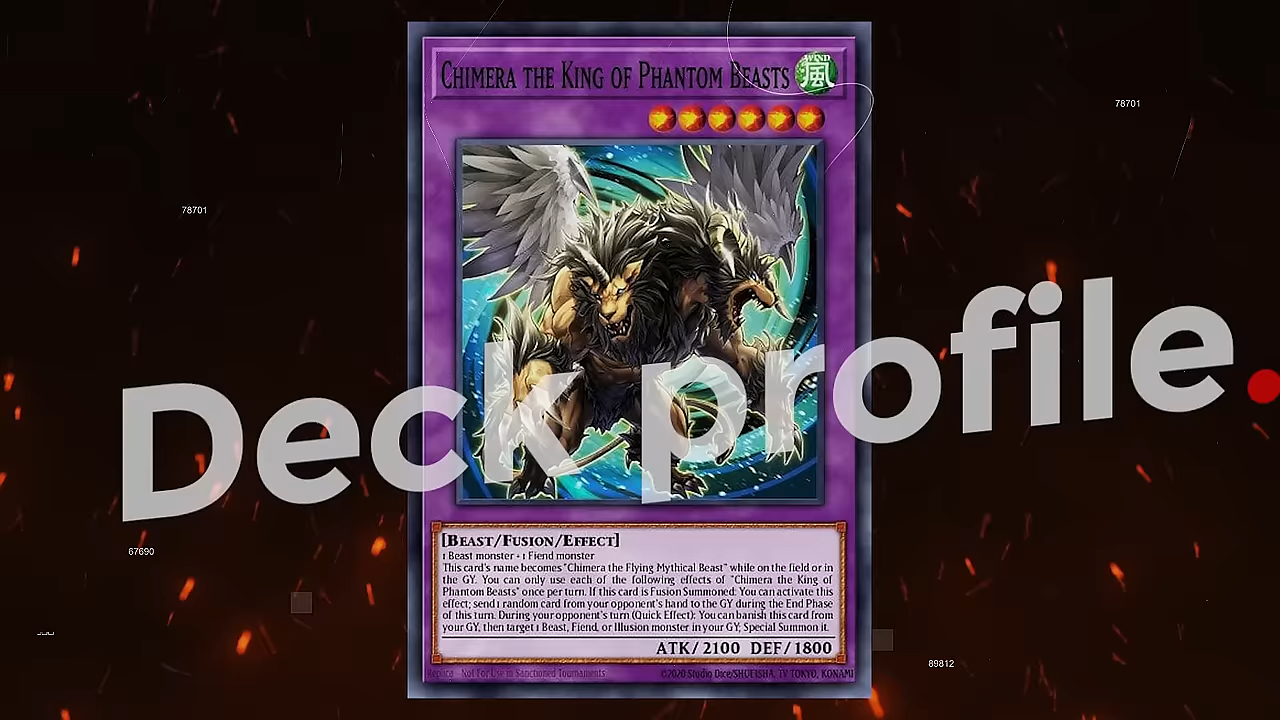 CHIMERA THE KING OF PHANTOM BEASTS
WIND
風
78701
78701
Deck profile.
[BEAST/FUSION/EFFECT]
1 Beast monster + 1 Fiend monster
This card's name becomes "Chimera the Flying Mythical Beast" while on the field or in
the GY. You can only use each of the following effects of "Chimera the King of
Phantom Beasts" once per turn. If this card is Fusion Summoned: You can activate this
effect; send 1 random card from your opponent's hand to the GY during the End Phase
of this turn. During your opponent's turn (Quick Effect): You can banish this card from
your GY, then target 1 Beast, Fiend, or Illusion monster in your GY; Special Summon it.
ATK/2100 DEF/1800
67690
89812
Replica - Not For Use in Sanctioned Tournaments
©2020 Studio Dice/SHUEISHA, TV TOKYO, KONAMI